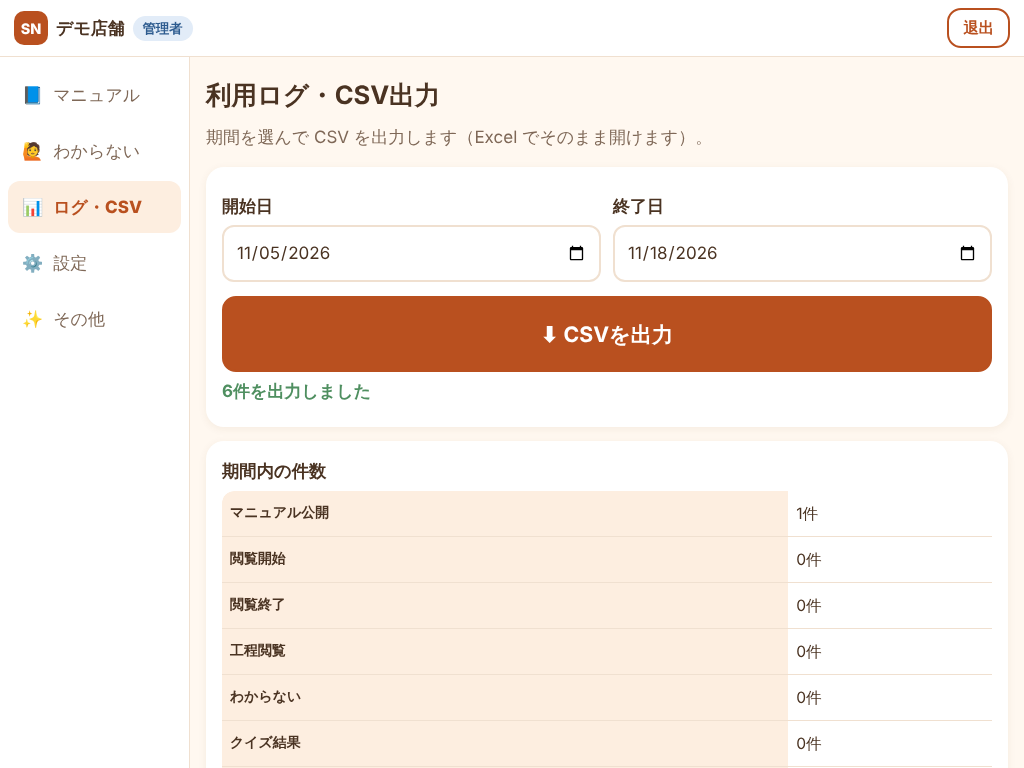 SN デモ店舗 管理者 退出
マニュアル
わからない
ログ・CSV
設定
その他
利用ログ・CSV出力
期間を選んで CSV を出力します（Excel でそのまま開けます）。
開始日 終了日
11/05/2026 11/18/2026
⬇ CSVを出力
6件を出力しました
期間内の件数
マニュアル公開 1件
閲覧開始 0件
閲覧終了 0件
工程閲覧 0件
わからない 0件
クイズ結果 0件